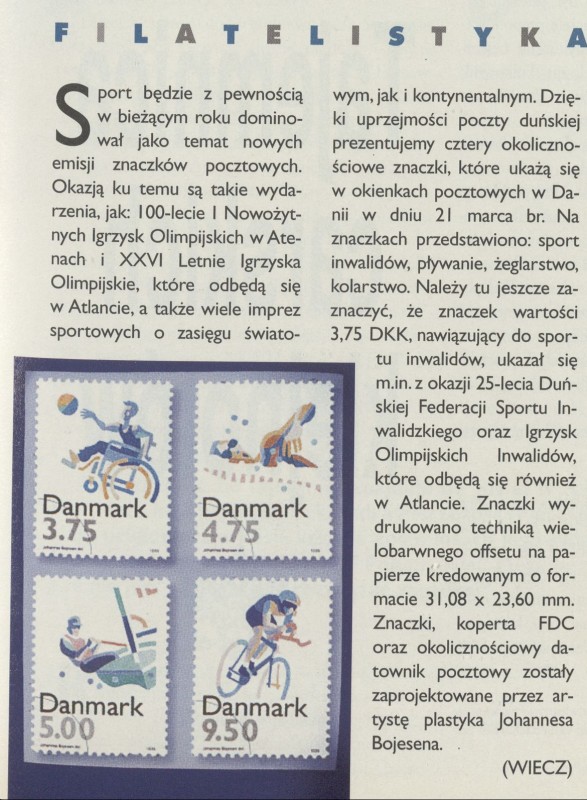 FILATELISTYKA
Sport będzie z pewnością
w bieżącym roku domino-
wał jako temat nowych
emisji znaczków pocztowych.
Okazją ku temu są takie wyda-
rzenia, jak: 100-lecie I Nowożyt-
nych Igrzysk Olimpijskich w Ate-
nach i XXVI Letnie Igrzyska
Olimpijskie, które odbędą się
w Atlancie, a także wiele imprez
sportowych o zasięgu świato-
wym, jak i kontynentalnym. Dzię-
ki uprzejmości poczty duńskiej
prezentujemy cztery okoliczno-
ściowe znaczki, które ukażą się
w okienkach pocztowych w Da-
nii w dniu 21 marca br. Na
znaczkach przedstawiono: sport
inwalidów, pływanie, żeglarstwo,
kolarstwo. Należy tu jeszcze za-
znaczyć, że znaczek wartości
3,75 DKK, nawiązujący do spor-
tu inwalidów, ukazał się
m.in. z okazji 25-lecia Duń-
skiej Federacji Sportu In-
walidzkiego oraz Igrzysk
Olimpijskich Inwalidów,
które odbędą się również
w Atlancie. Znaczki wy-
drukowano techniką wie-
lobarwnego offsetu na pa-
pierze kredowanym o for-
macie 31,08 x 23,60 mm.
Znaczki, koperta FDC
oraz okolicznościowy da-
townik pocztowy zostały
zaprojektowane przez ar-
tystę plastyka Johannesa
Bojesena.
(WIECZ)
Danmark
3.75
Danmark
4.75
Danmark
5.00
Danmark
9.50